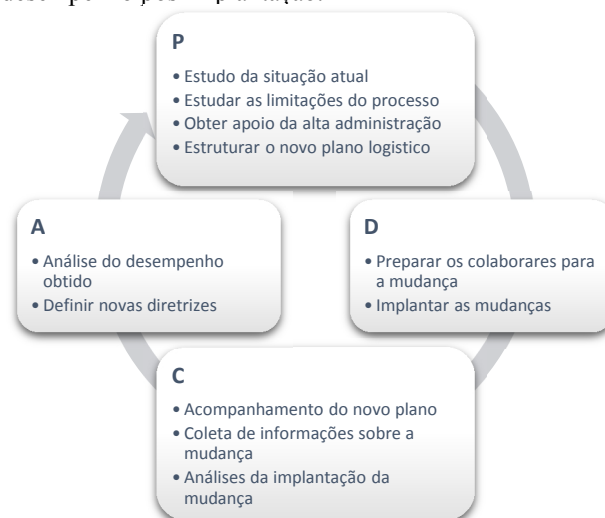 P
• Estudo da situação atual
• Estudar as limitações do processo
• Obter apoio da alta administração
• Estruturar o novo plano logistico
A
• Análise do desempenho
obtido
• Definir novas diretrizes
D
• Preparar os colaborares para
a mudança
• Implantar as mudanças
C
• Acompanhamento do novo plano
• Coleta de informações sobre a
mudança
• Análises da implantação da
mudança